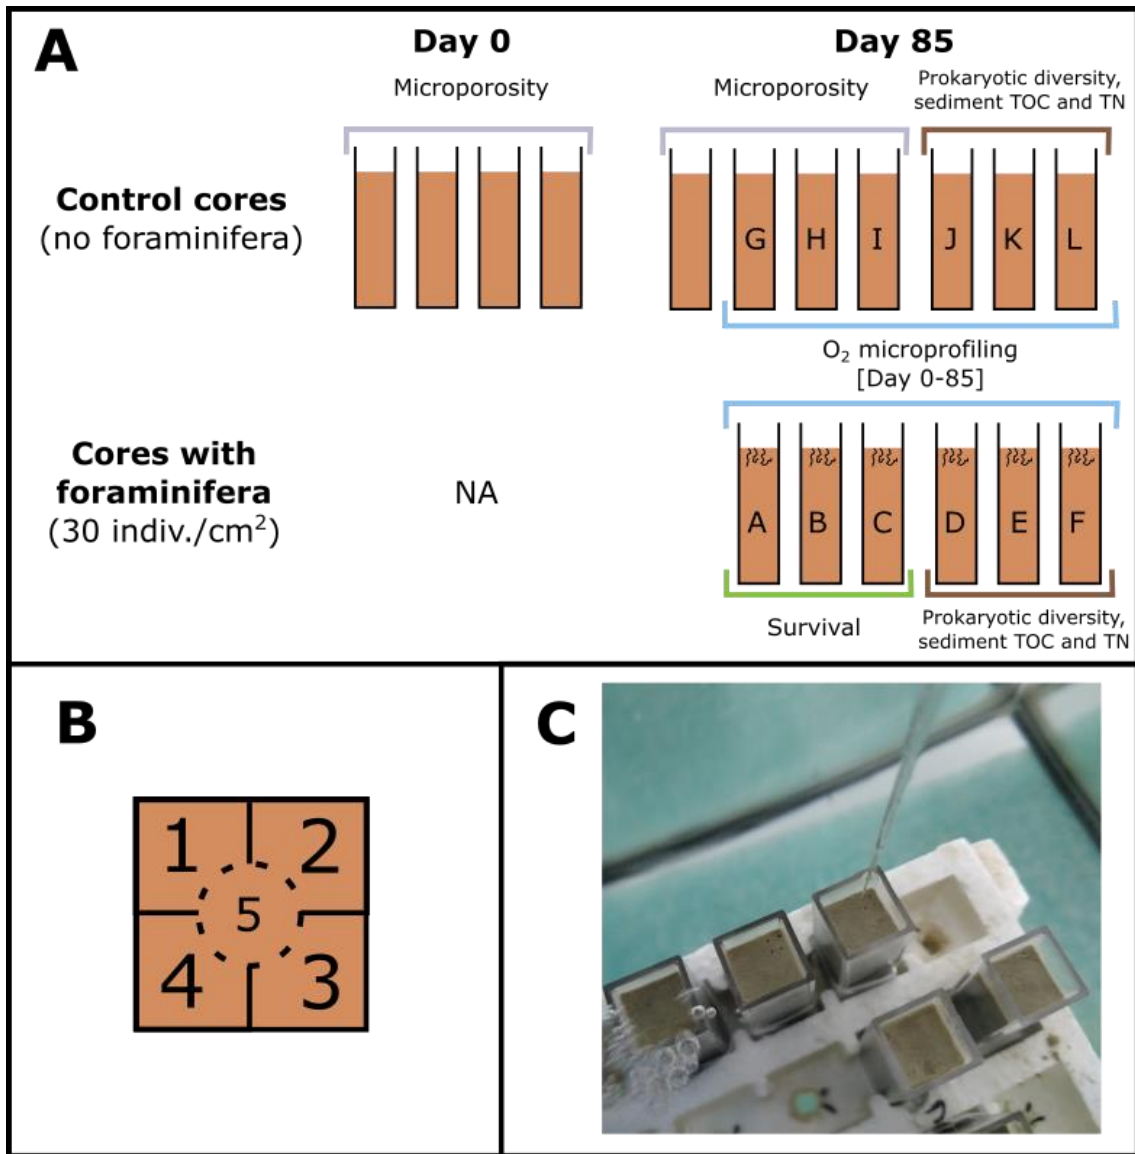 A
Day 0
Day 85
Microporosity
Microporosity
Prokaryotic diversity,
sediment TOC and TN
Control cores
(no foraminifera)
G H I J K L
O₂ microprofiling
[Day 0-85]
Cores with
foraminifera
(30 indiv./cm²)
NA
A B C D E F
Survival
Prokaryotic diversity,
sediment TOC and TN
B
1 2
5
4 3
C